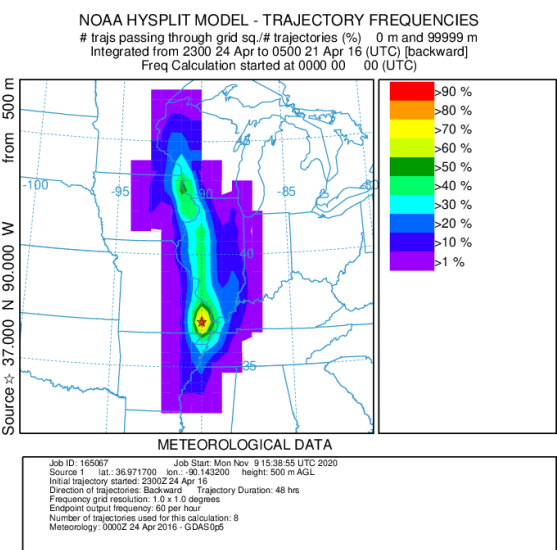 NOAA HYSPLIT MODEL - TRAJECTORY FREQUENCIES
# trajs passing through grid sq./# trajectories (%) 0 m and 99999 m
Integrated from 2300 24 Apr to 0500 21 Apr 16 (UTC) [backward]
Freq Calculation started at 0000 00 00 (UTC)
Source ☆ 37.000 N 90.000 W from 500 m
45
-100
-95
-90
-85
-80
40
35
>90 %
>80 %
>70 %
>60 %
>50 %
>40 %
>30 %
>20 %
>10 %
>1 %
METEOROLOGICAL DATA
Job ID: 165067 Job Start: Mon Nov 9 15:38:55 UTC 2020
Source 1 lat.: 36.971700 lon.: -90.143200 height: 500 m AGL
Initial trajectory started: 2300Z 24 Apr 16
Direction of trajectories: Backward Trajectory Duration: 48 hrs
Frequency grid resolution: 1.0 x 1.0 degrees
Endpoint output frequency: 60 per hour
Number of trajectories used for this calculation: 8
Meteorology: 0000Z 24 Apr 2016 - GDAS0p5